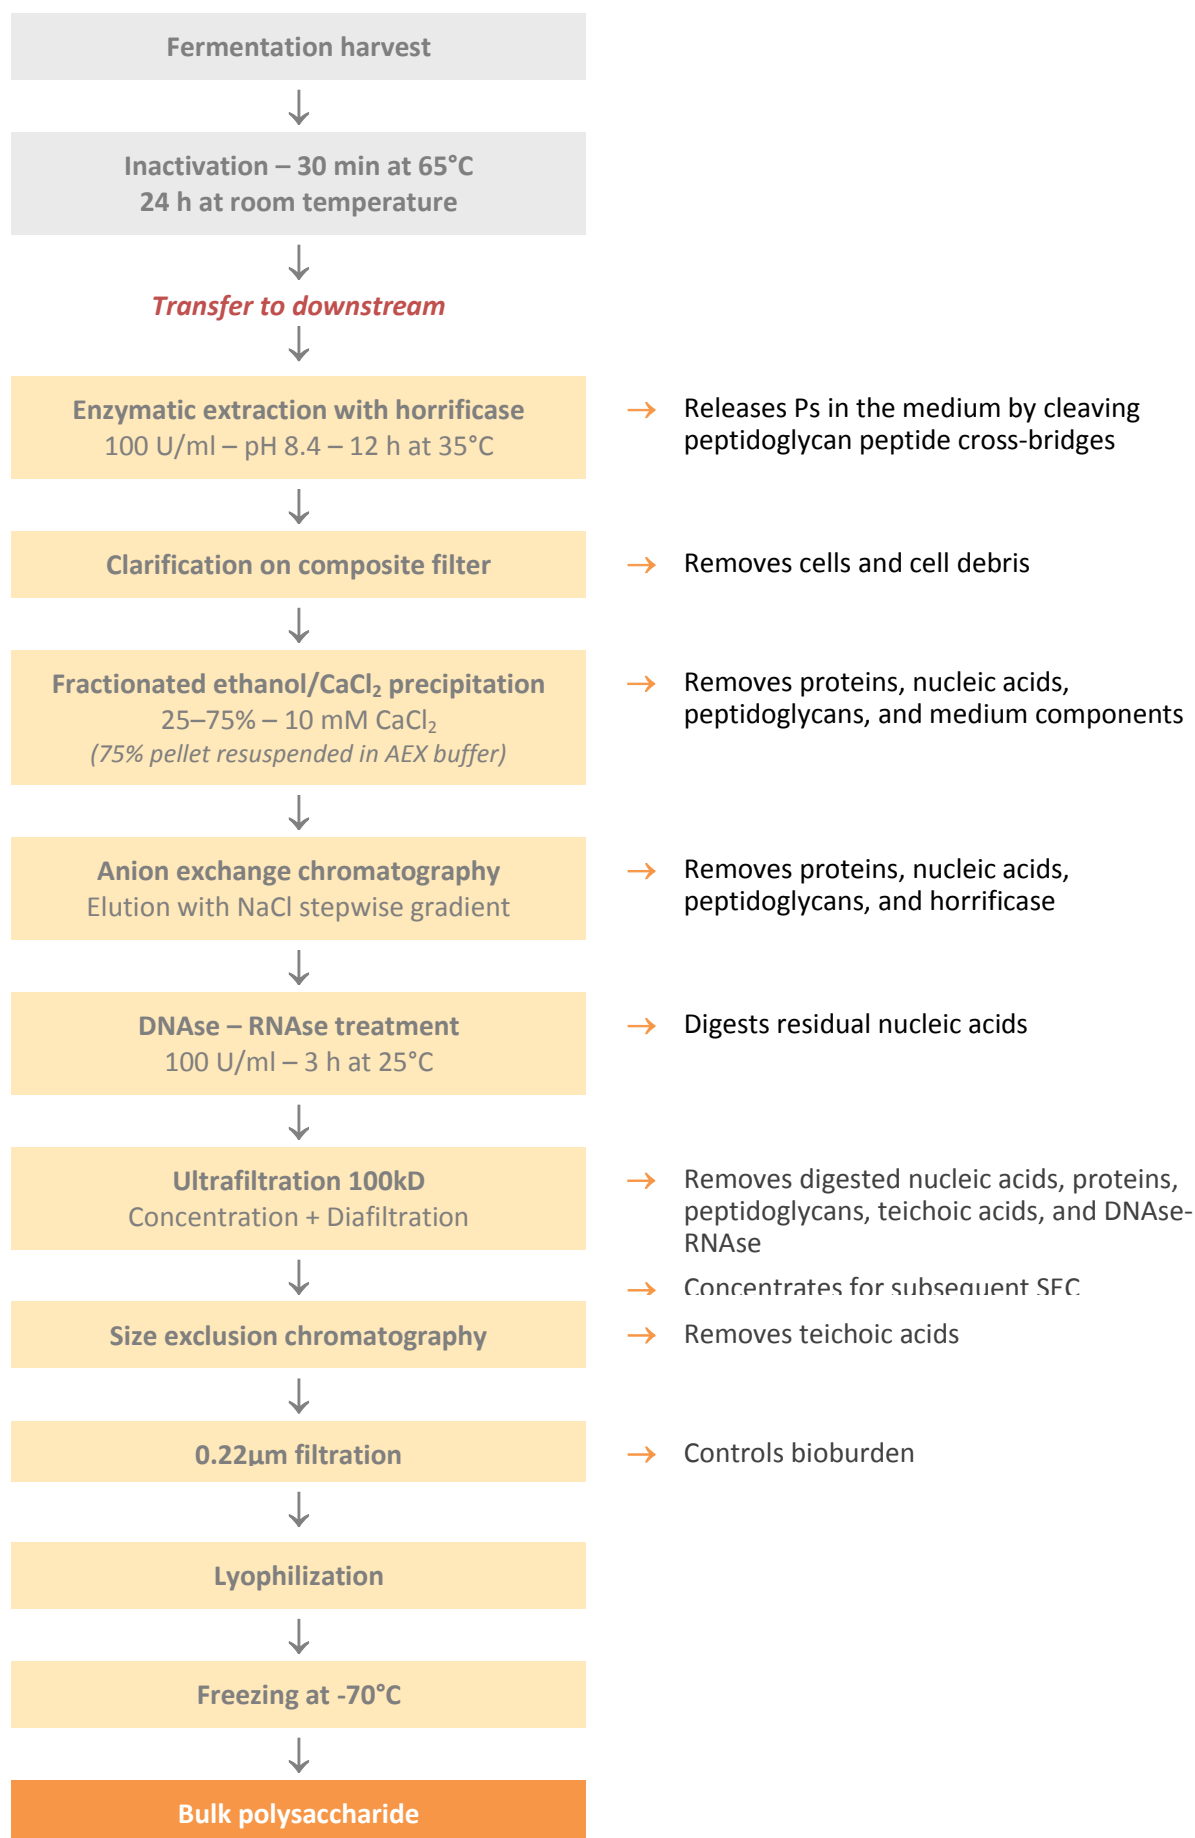 Fermentation harvest
↓
Inactivation – 30 min at 65°C
24 h at room temperature
↓
Transfer to downstream
↓
Enzymatic extraction with horrificase
100 U/ml – pH 8.4 – 12 h at 35°C
→ Releases Ps in the medium by cleaving
peptidoglycan peptide cross-bridges
↓
Clarification on composite filter
→ Removes cells and cell debris
↓
Fractionated ethanol/CaCl₂ precipitation
25–75% – 10 mM CaCl₂
(75% pellet resuspended in AEX buffer)
→ Removes proteins, nucleic acids,
peptidoglycans, and medium components
↓
Anion exchange chromatography
Elution with NaCl stepwise gradient
→ Removes proteins, nucleic acids,
peptidoglycans, and horrificase
↓
DNAse – RNAse treatment
100 U/ml – 3 h at 25°C
→ Digests residual nucleic acids
↓
Ultrafiltration 100kD
Concentration + Diafiltration
→ Removes digested nucleic acids, proteins,
peptidoglycans, teichoic acids, and DNAse-
RNAse
→ Concentrates for subsequent SEC
↓
Size exclusion chromatography
→ Removes teichoic acids
↓
0.22µm filtration
→ Controls bioburden
↓
Lyophilization
↓
Freezing at -70°C
↓
Bulk polysaccharide